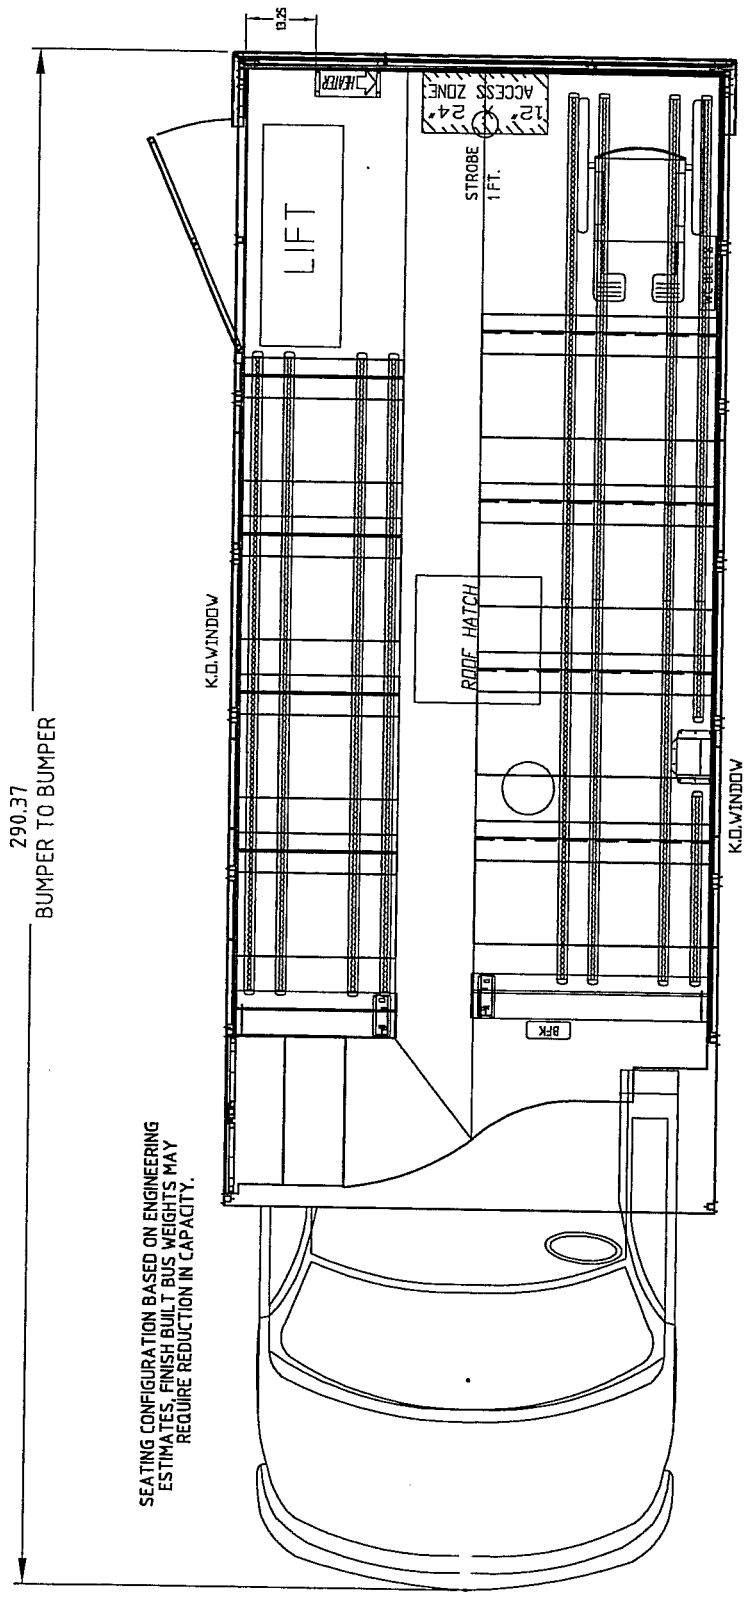 13.25
HEATER
12" x 24"
ACCESS ZONE
STROBE
1 FT.
LIFT
K.O.WINDOW
ROOF HATCH
290.37
BUMPER TO BUMPER
K.O.WINDOW
BFK
SEATING CONFIGURATION BASED ON ENGINEERING
ESTIMATES, FINISH BUILT BUS WEIGHTS MAY
REQUIRE REDUCTION IN CAPACITY.